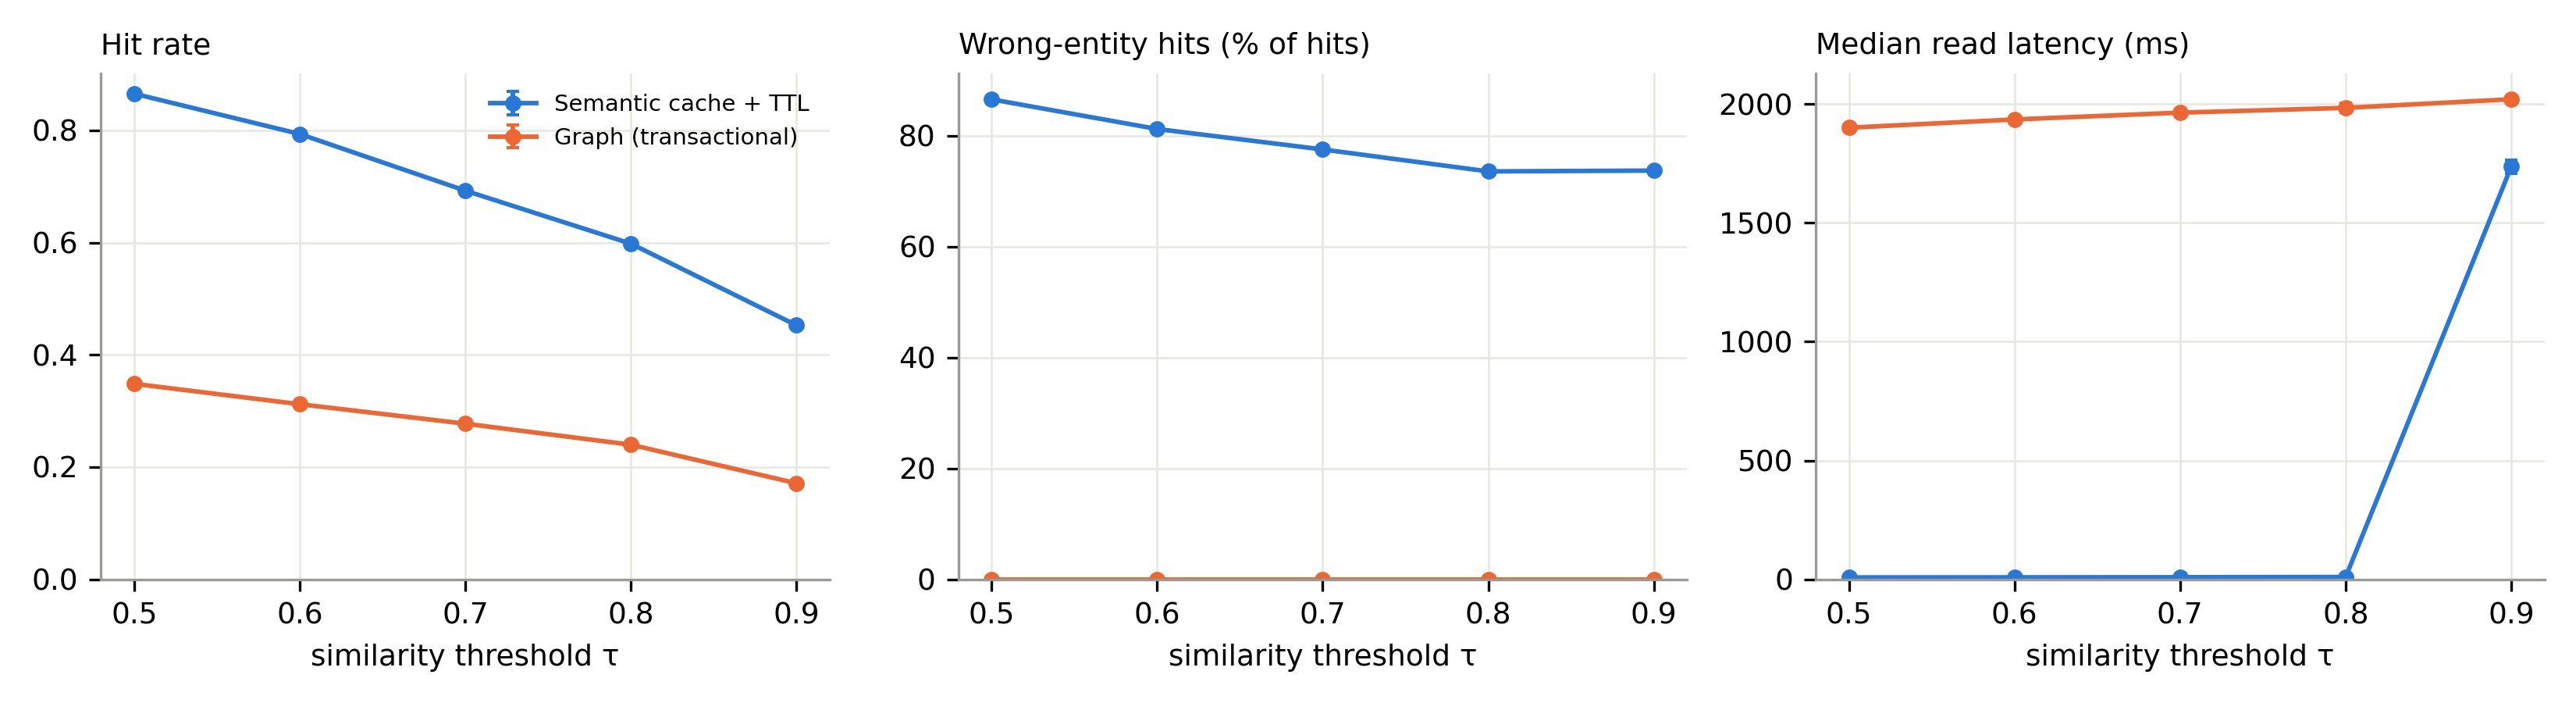 Hit rate
Semantic cache + TTL
Graph (transactional)
0.8
0.6
0.4
0.2
0.0
0.5 0.6 0.7 0.8 0.9
similarity threshold τ
Wrong-entity hits (% of hits)
80
60
40
20
0
0.5 0.6 0.7 0.8 0.9
similarity threshold τ
Median read latency (ms)
2000
1500
1000
500
0
0.5 0.6 0.7 0.8 0.9
similarity threshold τ